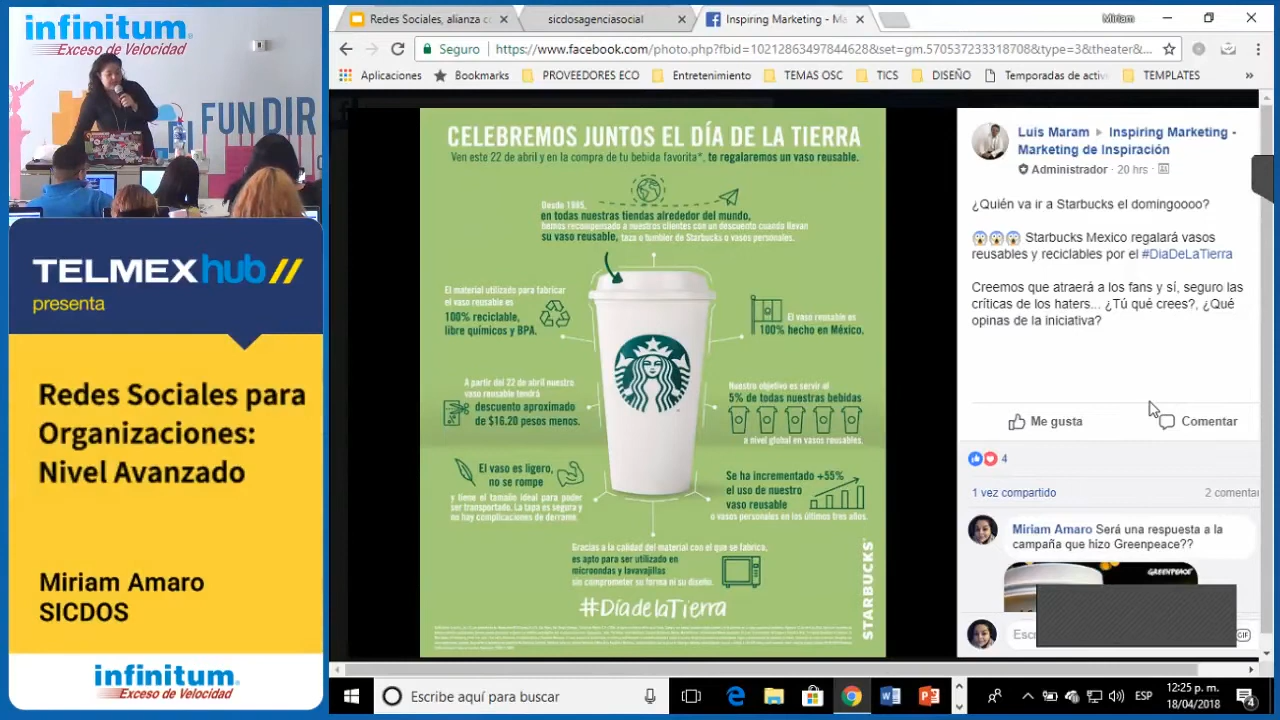 infinitum.
Exceso de Velocidad
FUNDIR
TELMEXhub//
presenta
Redes Sociales para
Organizaciones:
Nivel Avanzado
Miriam Amaro
SICDOS
infinitum.
Exceso de Velocidad
Redes Sociales, alianza c
sicdosagenciasocial
Inspiring Marketing - M
Miriam
Seguro
https://www.facebook.com/photo.php?fbid=10212863497844628&set=gm.570537233318708&type=3&theater&...
Aplicaciones
Bookmarks
PROVEEDORES ECO
Entretenimiento
TEMAS OSC
TICS
DISEÑO
Temporadas de activ
TEMPLATES
»
CELEBREMOS JUNTOS EL DÍA DE LA TIERRA
Ven este 22 de abril y en la compra de tu bebida favorita*, te regalaremos un vaso reusable.
Desde 1985,
en todas nuestras tiendas alrededor del mundo,
hemos recompensado a nuestros clientes con un descuento cuando llevan
su vaso reusable, taza o tumbler de Starbucks o vasos personales.
El material utilizado para fabricar
el vaso reusable es
100% reciclable,
libre químicos y BPA.
El vaso reusable es
100% hecho en México.
A partir del 22 de abril nuestro
vaso reusable tendrá
descuento aproximado
de $16.20 pesos menos.
Nuestro objetivo es servir al
5% de todas nuestras bebidas
a nivel global en vasos reusables.
El vaso es ligero,
no se rompe
y tiene el tamaño ideal para poder
ser transportado. La tapa es segura y
no hay complicaciones de derrame.
Se ha incrementado +55%
el uso de nuestro
vaso reusable
o vasos personales en los últimos tres años.
Gracias a la calidad del material con el que se fabrica,
es apto para ser utilizado en
microondas y lavavajillas
sin comprometer su forma ni su diseño.
#DíadelaTierra
STARBUCKS
Luis Maram ▸ Inspiring Marketing -
Marketing de Inspiración
Administrador · 20 hrs ·
¿Quién va ir a Starbucks el domingoooo?
Starbucks Mexico regalará vasos
reusables y reciclables por el #DiaDeLaTierra
Creemos que atraerá a los fans y sí, seguro las
críticas de los haters... ¿Tú qué crees?, ¿Qué
opinas de la iniciativa?
Me gusta
Comentar
4
1 vez compartido
2 comentar
Miriam Amaro Será una respuesta a la
campaña que hizo Greenpeace??
GREENPEACE
Esc
GIF
Escribe aquí para buscar
ESP
12:25 p. m.
18/04/2018
4